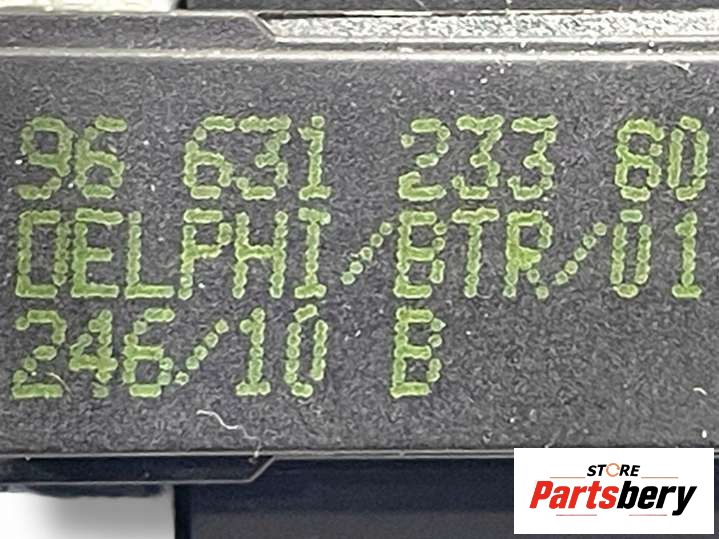 96 631 233 80
DELPHI/BTR/01
246/10 B
STORE
Partsbery